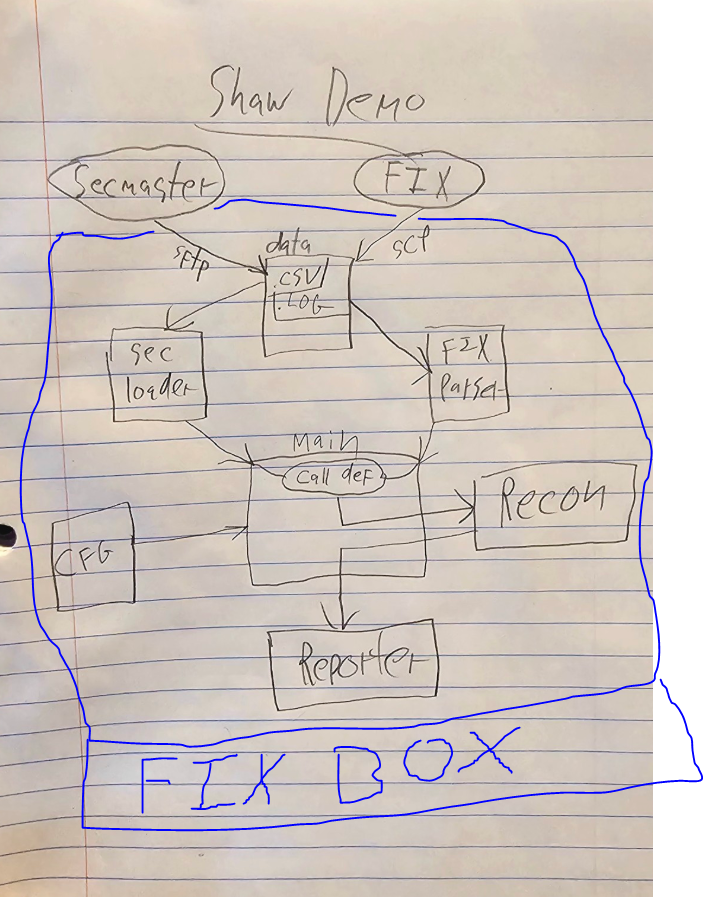 Shaw Demo
Secmaster
FIX
sftp
data
SCP
.CSV
.LOG
sec
loader
FIX
Parser
Main
call def
Recon
CFG
Reporter
FIX BOX